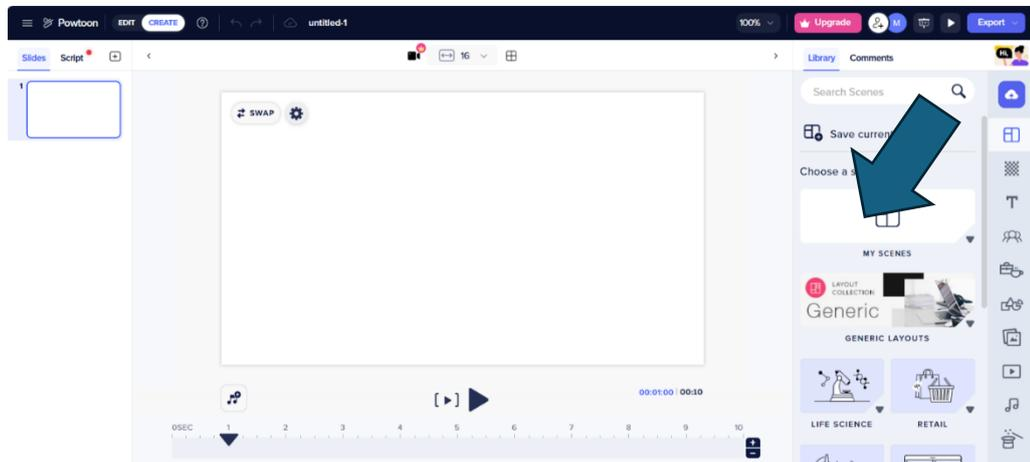 Powtoon EDIT CREATE ? untitled-1 100% Upgrade M Export
Slides Script 16 Library Comments HI,
1
SWAP
Search Scenes
Save curren
Choose a s
MY SCENES
LAYOUT
COLLECTION
Generic
GENERIC LAYOUTS
LIFE SCIENCE RETAIL
00:01:00 00:10
0SEC 1 2 3 4 5 6 7 8 9 10